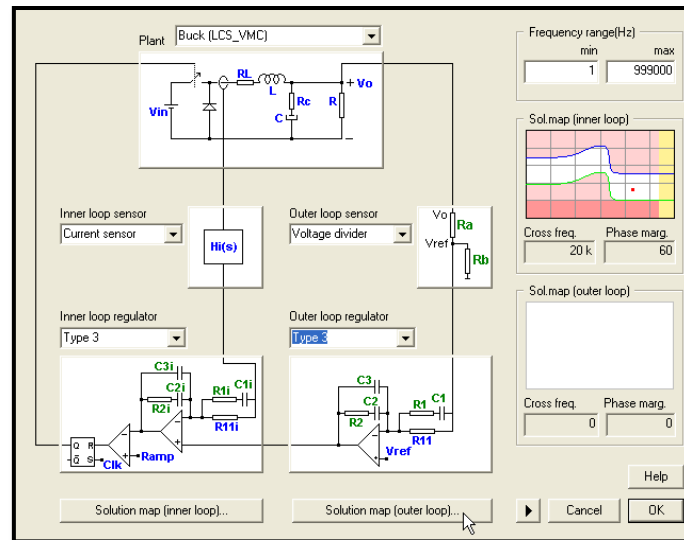 Plant
Buck (LCS_VMC)
RL
L
+ Vo
Vin
Rc
C
R
Frequency range(Hz)
min
max
1
999000
Sol.map (inner loop)
Cross freq.
Phase marg.
20 k
60
Inner loop sensor
Current sensor
Hi(s)
Outer loop sensor
Voltage divider
Vo
Ra
Vref
Rb
Sol.map (outer loop)
Cross freq.
Phase marg.
0
0
Inner loop regulator
Type 3
Outer loop regulator
Type 3
C3i
C2i
R2i
R1i
C1i
R11i
Q R
Q S
Clk
Ramp
C3
C2
R2
R1
C1
R11
Vref
Solution map (inner loop)...
Solution map (outer loop)...
Help
Cancel
OK